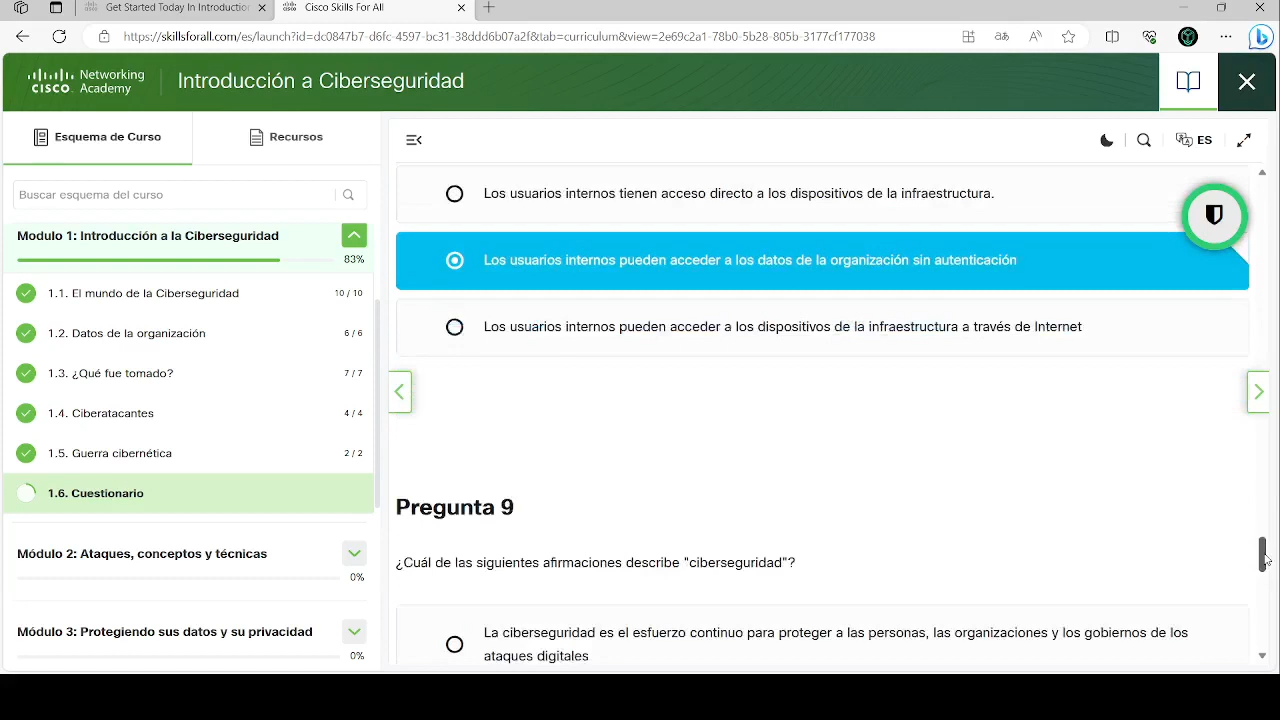 Get Started Today In Introduction
Cisco Skills For All
https://skillsforall.com/es/launch?id=dc0847b7-d6fc-4597-bc31-38ddd6b07a2f&tab=curriculum&view=2e69c2a1-78b0-5b28-805b-3177cf177038
CISCO Networking Academy
Introducción a Ciberseguridad
Esquema de Curso
Recursos
ES
Buscar esquema del curso
Modulo 1: Introducción a la Ciberseguridad
83%
1.1. El mundo de la Ciberseguridad 10 / 10
1.2. Datos de la organización 6 / 6
1.3. ¿Qué fue tomado? 7 / 7
1.4. Ciberatacantes 4 / 4
1.5. Guerra cibernética 2 / 2
1.6. Cuestionario
Módulo 2: Ataques, conceptos y técnicas
0%
Módulo 3: Protegiendo sus datos y su privacidad
0%
Los usuarios internos tienen acceso directo a los dispositivos de la infraestructura.
Los usuarios internos pueden acceder a los datos de la organización sin autenticación
Los usuarios internos pueden acceder a los dispositivos de la infraestructura a través de Internet
Pregunta 9
¿Cuál de las siguientes afirmaciones describe "ciberseguridad"?
La ciberseguridad es el esfuerzo continuo para proteger a las personas, las organizaciones y los gobiernos de los
ataques digitales